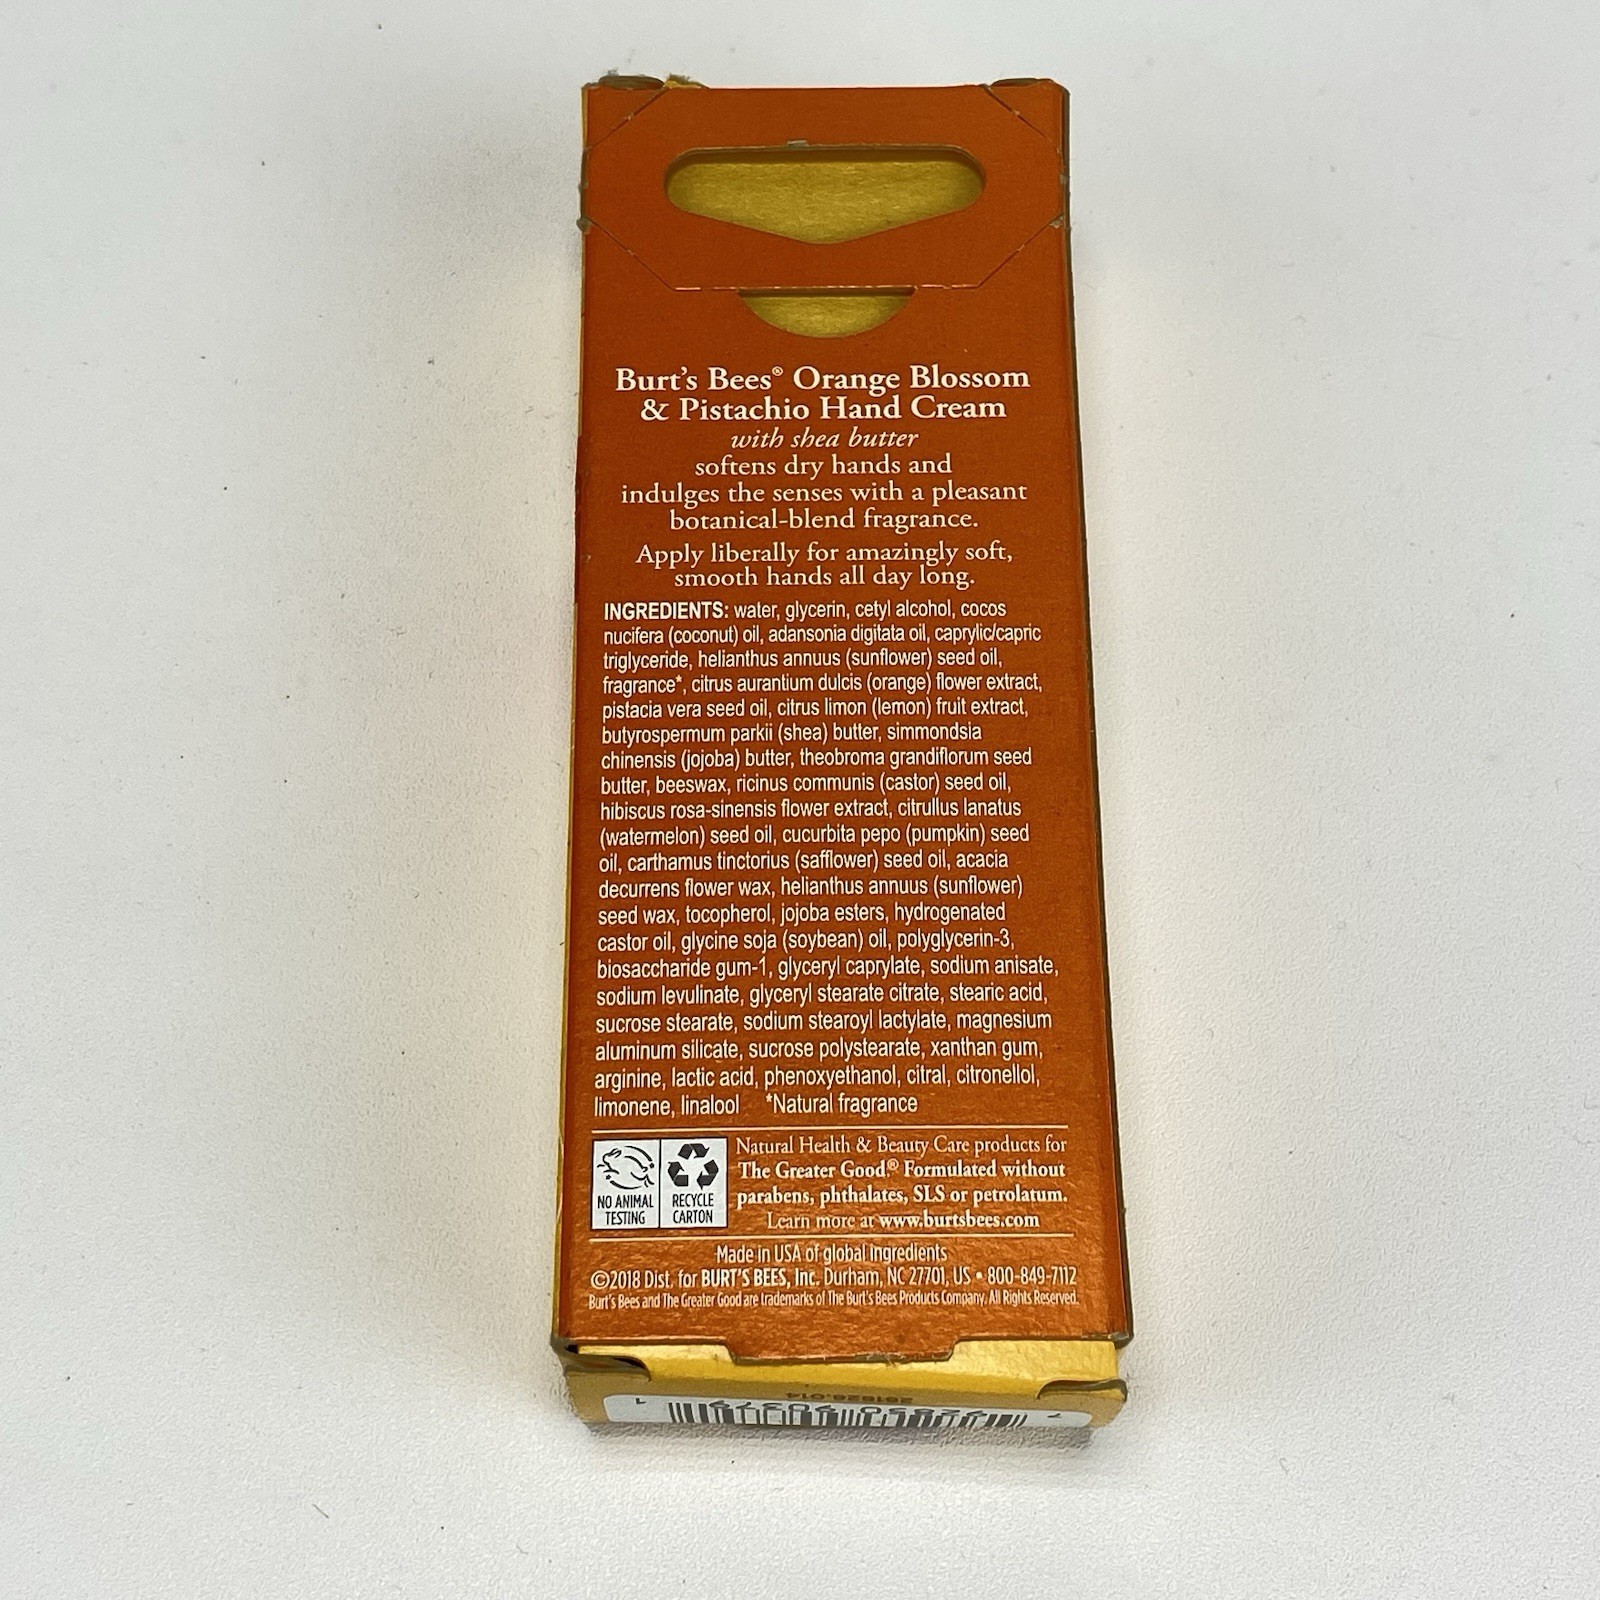 Burt's Bees® Orange Blossom
& Pistachio Hand Cream
with shea butter
softens dry hands and
indulges the senses with a pleasant
botanical-blend fragrance.
Apply liberally for amazingly soft,
smooth hands all day long.
INGREDIENTS: water, glycerin, cetyl alcohol, cocos
nucifera (coconut) oil, adansonia digitata oil, caprylic/capric
triglyceride, helianthus annuus (sunflower) seed oil,
fragrance*, citrus aurantium dulcis (orange) flower extract,
pistacia vera seed oil, citrus limon (lemon) fruit extract,
butyrospermum parkii (shea) butter, simmondsia
chinensis (jojoba) butter, theobroma grandiflorum seed
butter, beeswax, ricinus communis (castor) seed oil,
hibiscus rosa-sinensis flower extract, citrullus lanatus
(watermelon) seed oil, cucurbita pepo (pumpkin) seed
oil, carthamus tinctorius (safflower) seed oil, acacia
decurrens flower wax, helianthus annuus (sunflower)
seed wax, tocopherol, jojoba esters, hydrogenated
castor oil, glycine soja (soybean) oil, polyglycerin-3,
biosaccharide gum-1, glyceryl caprylate, sodium anisate,
sodium levulinate, glyceryl stearate citrate, stearic acid,
sucrose stearate, sodium stearoyl lactylate, magnesium
aluminum silicate, sucrose polystearate, xanthan gum,
arginine, lactic acid, phenoxyethanol, citral, citronellol,
limonene, linalool *Natural fragrance
NO ANIMAL
TESTING
RECYCLE
CARTON
Natural Health & Beauty Care products for
The Greater Good.® Formulated without
parabens, phthalates, SLS or petrolatum.
Learn more at www.burtsbees.com
Made in USA of global ingredients
©2018 Dist. for BURT'S BEES, Inc. Durham, NC 27701, US • 800-849-7112
Burt's Bees and The Greater Good are trademarks of The Burt's Bees Products Company. All Rights Reserved.